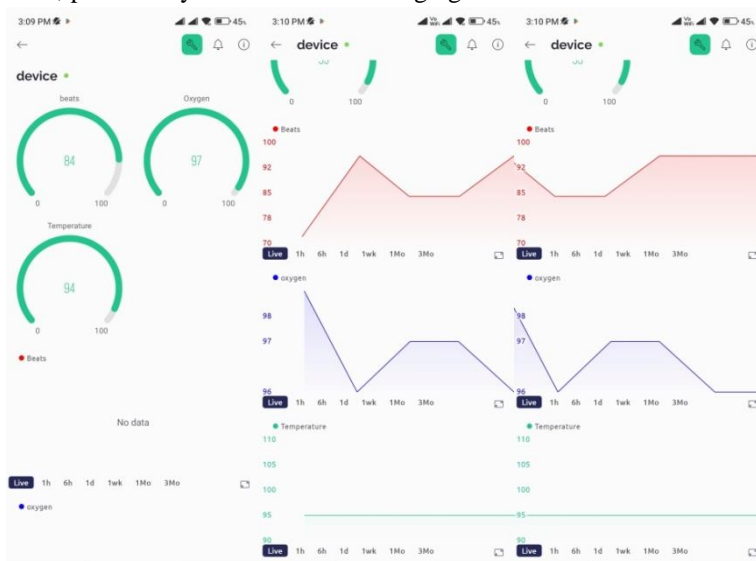 3:09 PM 45
device
beats
Oxygen
84
97
0 100
0 100
Temperature
94
0 100
Beats
No data
Live 1h 6h 1d 1wk 1Mo 3Mo
oxygen
3:10 PM Vo WiFi 45
device
0 100
Beats
100
92
85
78
70
Live 1h 6h 1d 1wk 1Mo 3Mo
oxygen
98
97
96
Live 1h 6h 1d 1wk 1Mo 3Mo
Temperature
110
105
100
95
90
Live 1h 6h 1d 1wk 1Mo 3Mo
3:10 PM Vo WiFi 45
device
0 100
Beats
100
92
85
78
70
Live 1h 6h 1d 1wk 1Mo 3Mo
oxygen
98
97
96
Live 1h 6h 1d 1wk 1Mo 3Mo
Temperature
110
105
100
95
90
Live 1h 6h 1d 1wk 1Mo 3Mo